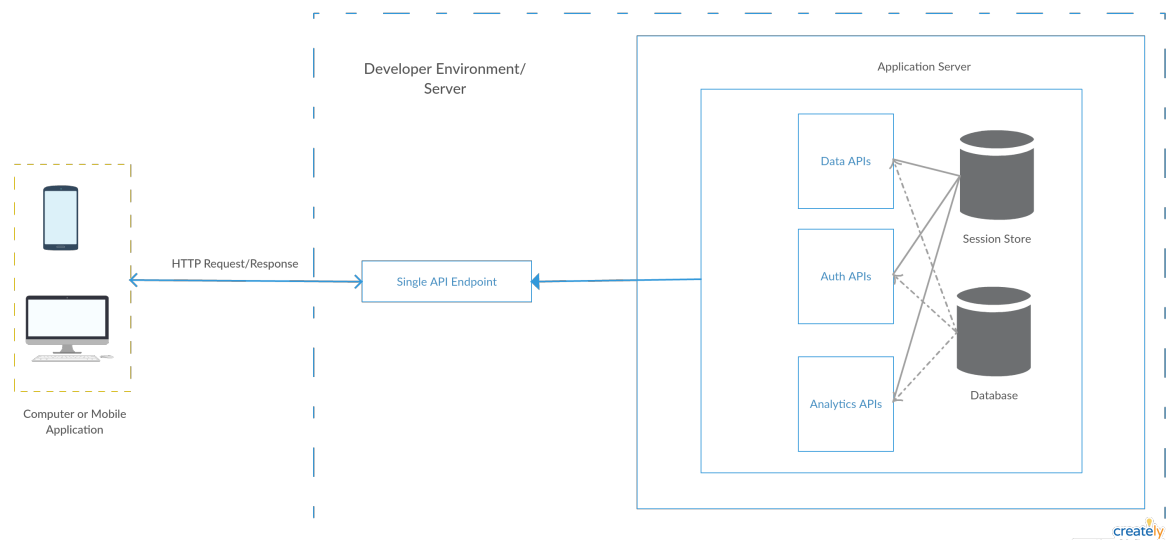 Developer Environment/
Server
Application Server
Data APIs
Session Store
HTTP Request/Response
Single API Endpoint
Auth APIs
Database
Analytics APIs
Computer or Mobile
Application
creately